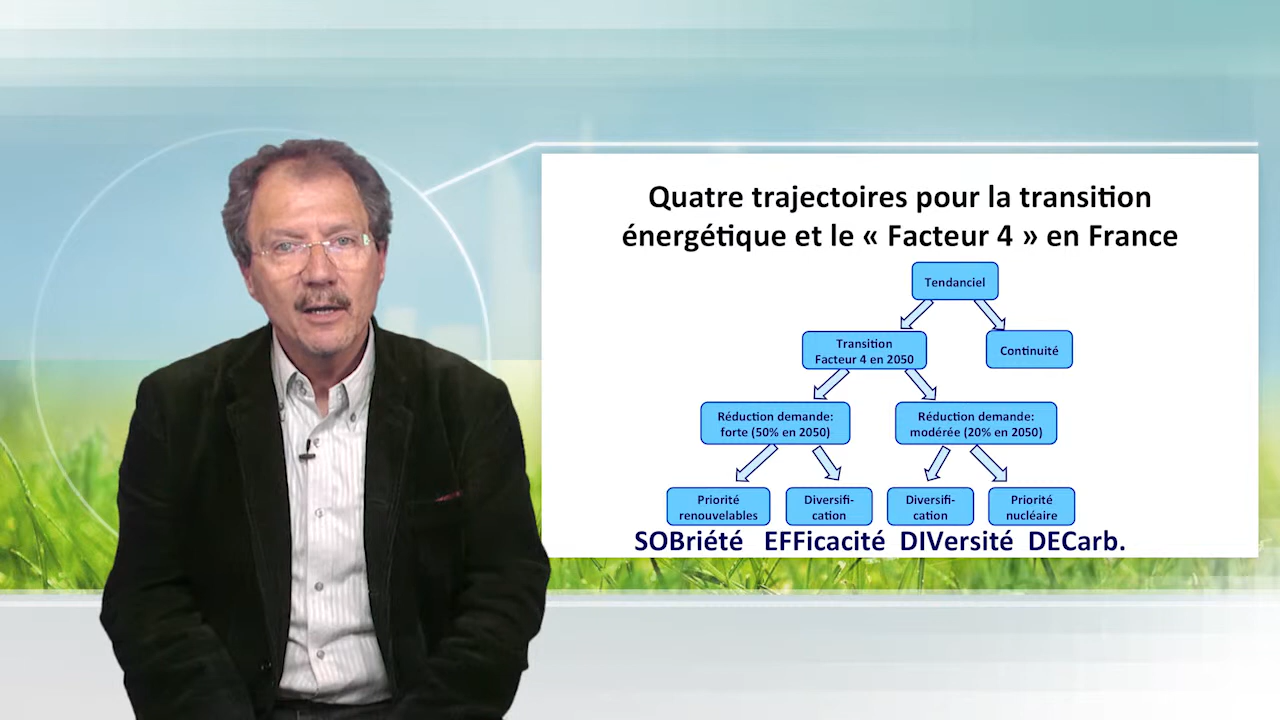 Quatre trajectoires pour la transition
énergétique et le « Facteur 4 » en France
Tendanciel
Transition
Facteur 4 en 2050
Continuité
Réduction demande:
forte (50% en 2050)
Réduction demande:
modérée (20% en 2050)
Priorité
renouvelables
Diversifi-
cation
Diversifi-
cation
Priorité
nucléaire
SOBriété EFFicacité DIVersité DECarb.